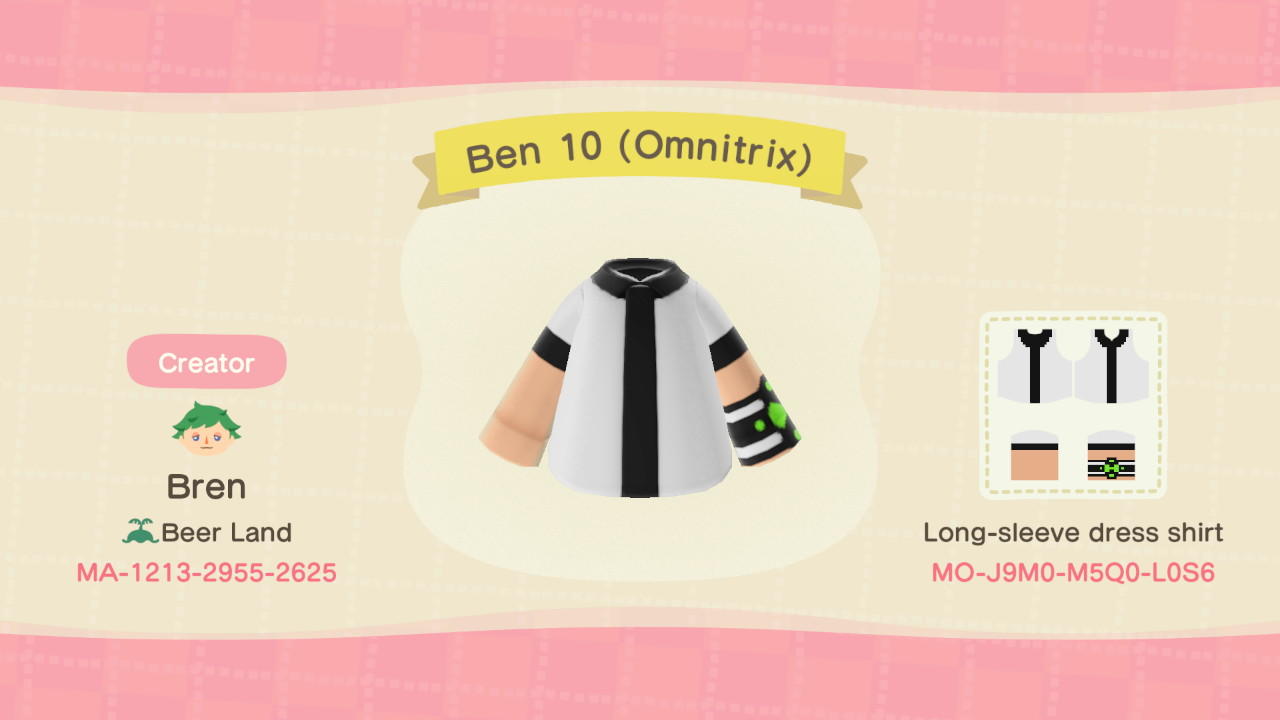 Ben 10 (Omnitrix)
Creator
Bren
Beer Land
MA-1213-2955-2625
Long-sleeve dress shirt
MO-J9M0-M5Q0-L0S6